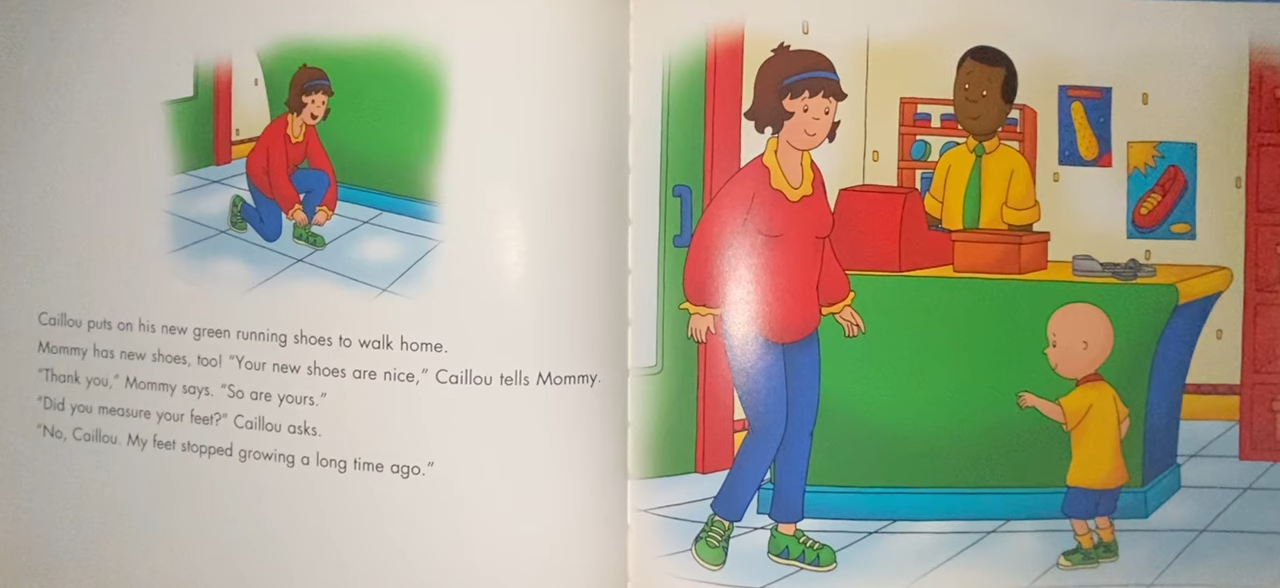 Caillou puts on his new green running shoes to walk home.
Mommy has new shoes, too! "Your new shoes are nice," Caillou tells Mommy.
"Thank you," Mommy says. "So are yours."
"Did you measure your feet?" Caillou asks.
"No, Caillou. My feet stopped growing a long time ago."